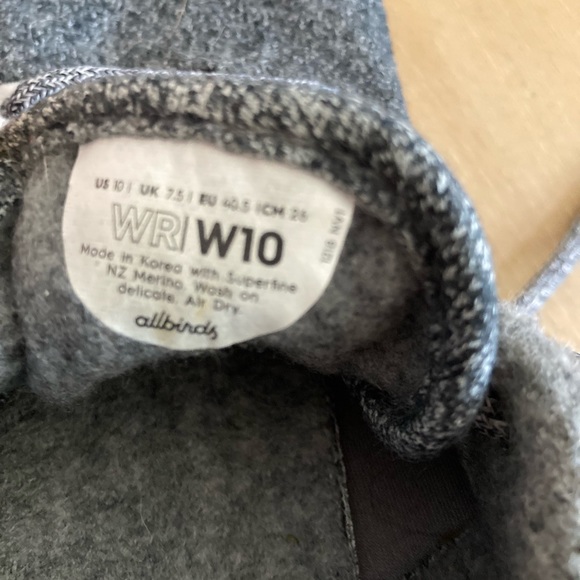 US 10 | UK 7.5 | EU 40.5 | CM 26
WR| W10
Made in Korea with Superfine
NZ Merino. Wash on
delicate. Air Dry.
allbirds